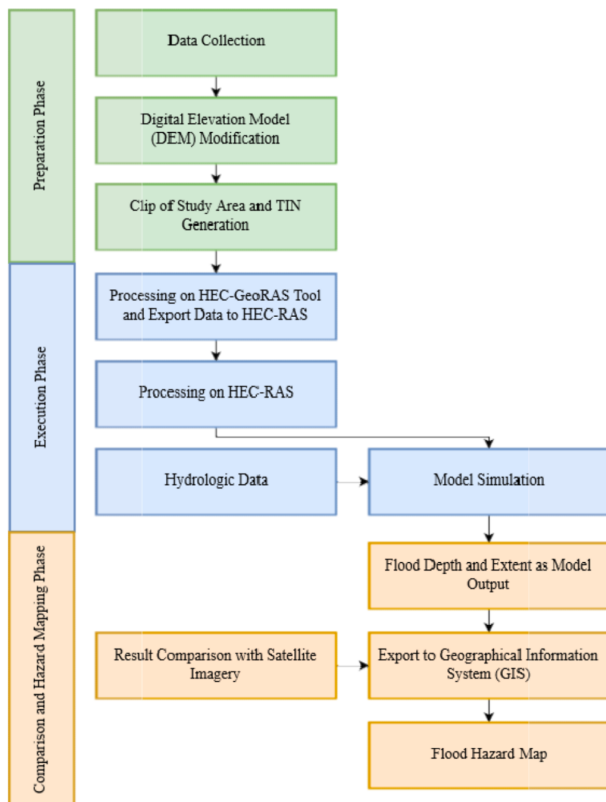 Preparation Phase
Data Collection
Digital Elevation Model
(DEM) Modification
Clip of Study Area and TIN
Generation
Execution Phase
Processing on HEC-GeoRAS Tool
and Export Data to HEC-RAS
Processing on HEC-RAS
Hydrologic Data
Model Simulation
Comparison and Hazard Mapping Phase
Flood Depth and Extent as Model
Output
Result Comparison with Satellite
Imagery
Export to Geographical Information
System (GIS)
Flood Hazard Map